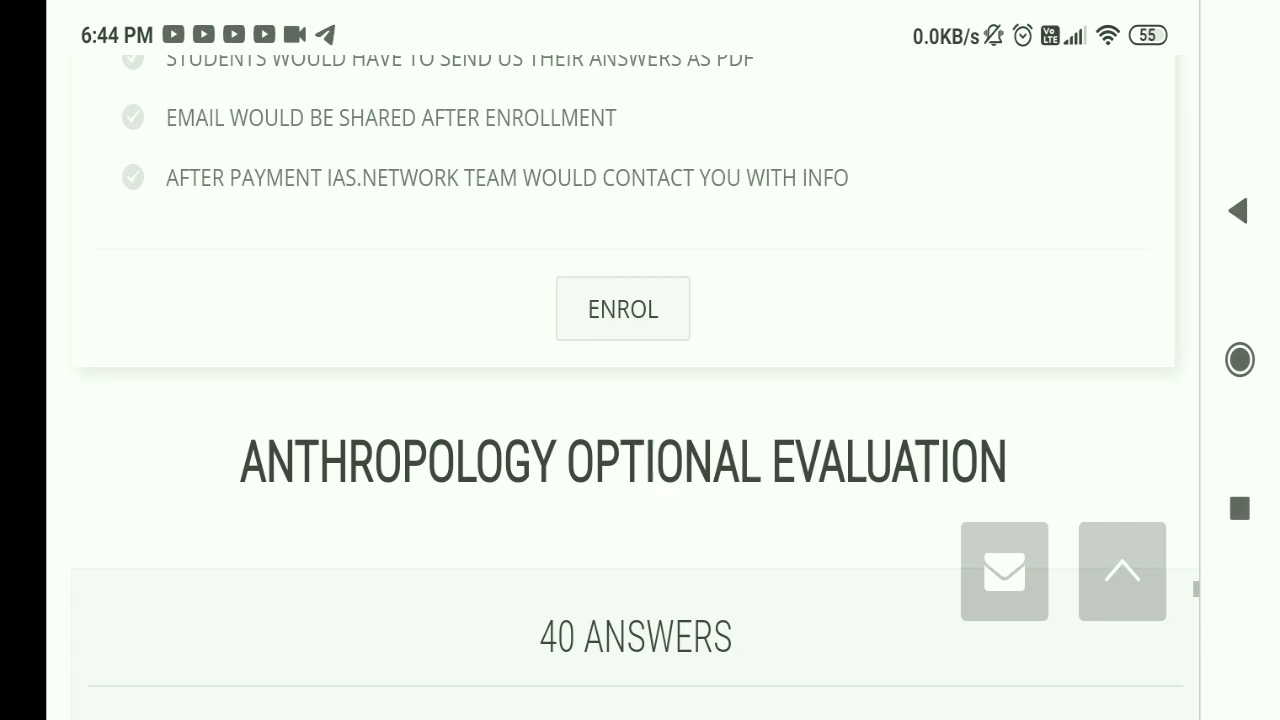 6:44 PM
0.0KB/s
Vo LTE
55
STUDENTS WOULD HAVE TO SEND US THEIR ANSWERS AS PDF
EMAIL WOULD BE SHARED AFTER ENROLLMENT
AFTER PAYMENT IAS.NETWORK TEAM WOULD CONTACT YOU WITH INFO
ENROL
ANTHROPOLOGY OPTIONAL EVALUATION
40 ANSWERS